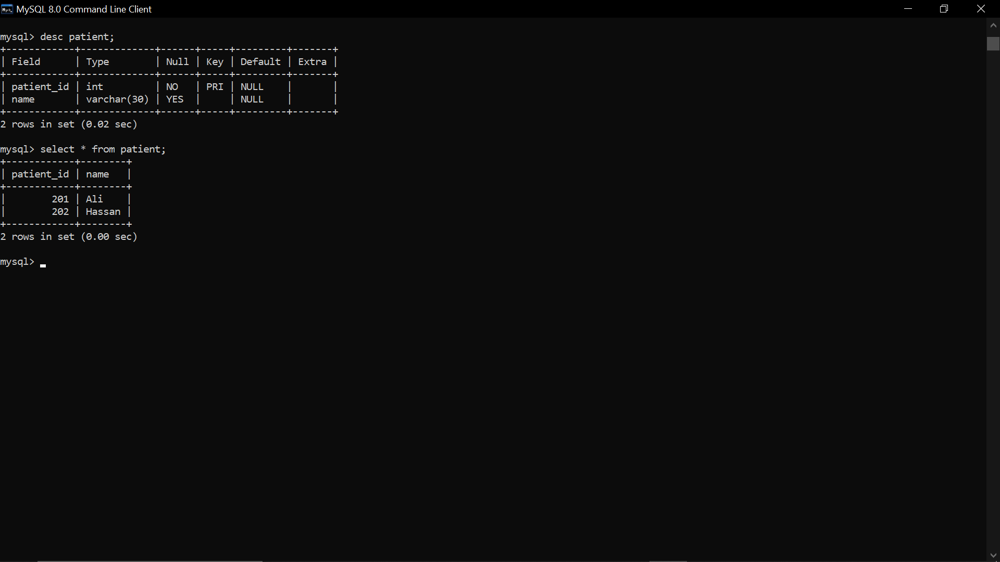 MySQL 8.0 Command Line Client
mysql> desc patient;
+------------+-------------+------+-----+---------+-------+
| Field      | Type        | Null | Key | Default | Extra |
+------------+-------------+------+-----+---------+-------+
| patient_id | int         | NO   | PRI | NULL    |       |
| name       | varchar(30) | YES  |     | NULL    |       |
+------------+-------------+------+-----+---------+-------+
2 rows in set (0.02 sec)
mysql> select * from patient;
+------------+--------+
| patient_id | name   |
+------------+--------+
|        201 | Ali    |
|        202 | Hassan |
+------------+--------+
2 rows in set (0.00 sec)
mysql>